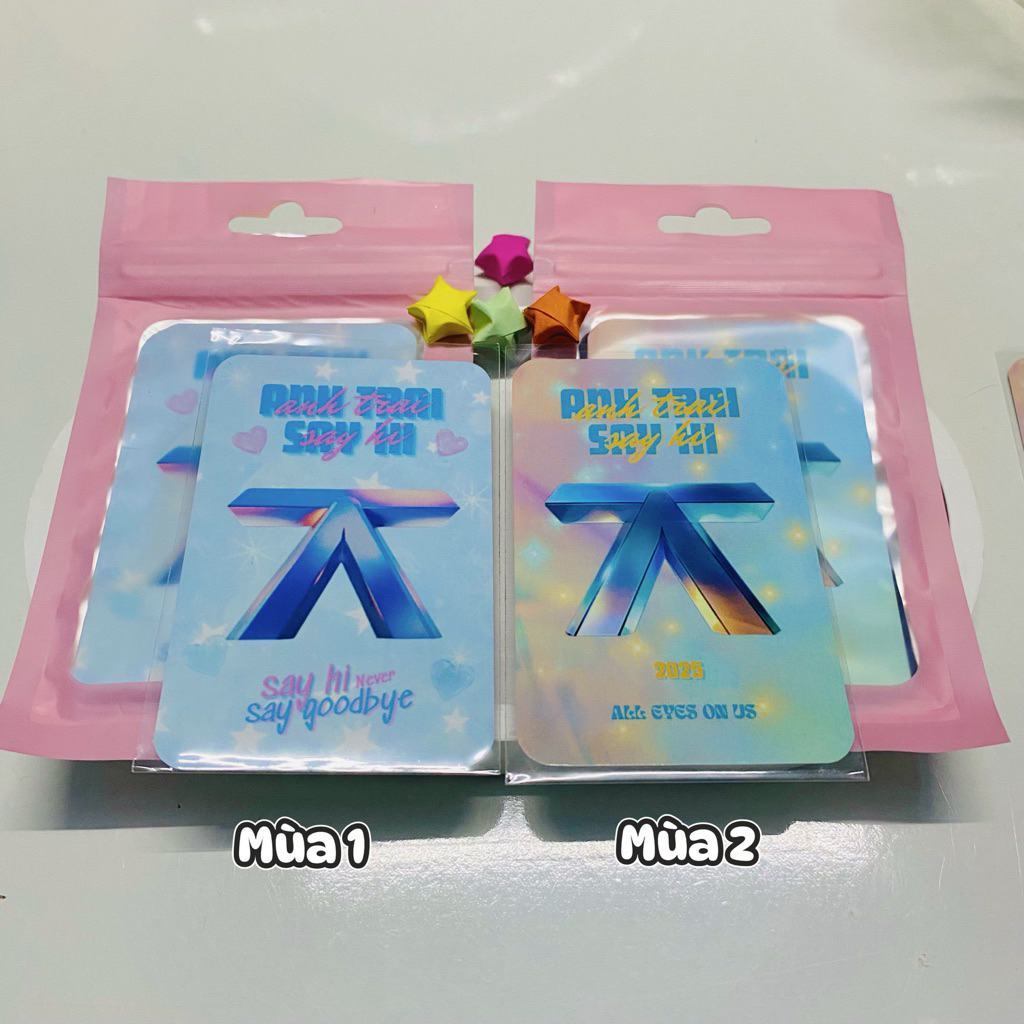 ANH TRAI
anh trai
SAY HI
say hi
say hi Never
say goodbye
ANH TRAI
anh trai
SAY HI
say hi
2025
ALL EYES ON US
Mùa 1
Mùa 2